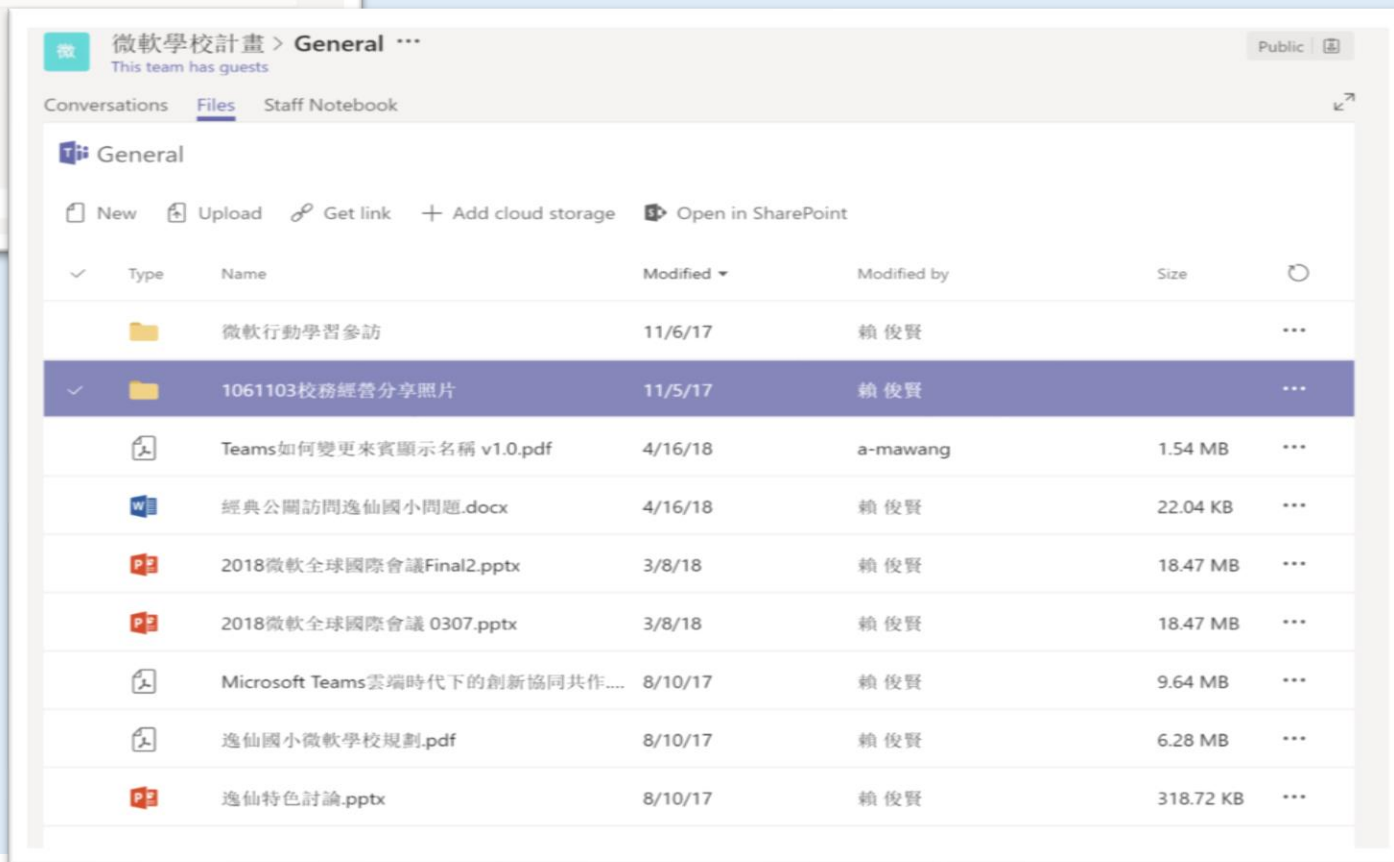 微
微軟學校計畫 > General ···
Public
This team has guests
Conversations Files Staff Notebook
General
New Upload Get link + Add cloud storage Open in SharePoint
Type Name Modified Modified by Size
微軟行動學習參訪 11/6/17 賴 俊賢 ···
1061103校務經營分享照片 11/5/17 賴 俊賢 ···
Teams如何變更來賓顯示名稱 v1.0.pdf 4/16/18 a-mawang 1.54 MB ···
經典公關訪問逸仙國小問題.docx 4/16/18 賴 俊賢 22.04 KB ···
2018微軟全球國際會議Final2.pptx 3/8/18 賴 俊賢 18.47 MB ···
2018微軟全球國際會議 0307.pptx 3/8/18 賴 俊賢 18.47 MB ···
Microsoft Teams雲端時代下的創新協同共作.... 8/10/17 賴 俊賢 9.64 MB ···
逸仙國小微軟學校規劃.pdf 8/10/17 賴 俊賢 6.28 MB ···
逸仙特色討論.pptx 8/10/17 賴 俊賢 318.72 KB ···